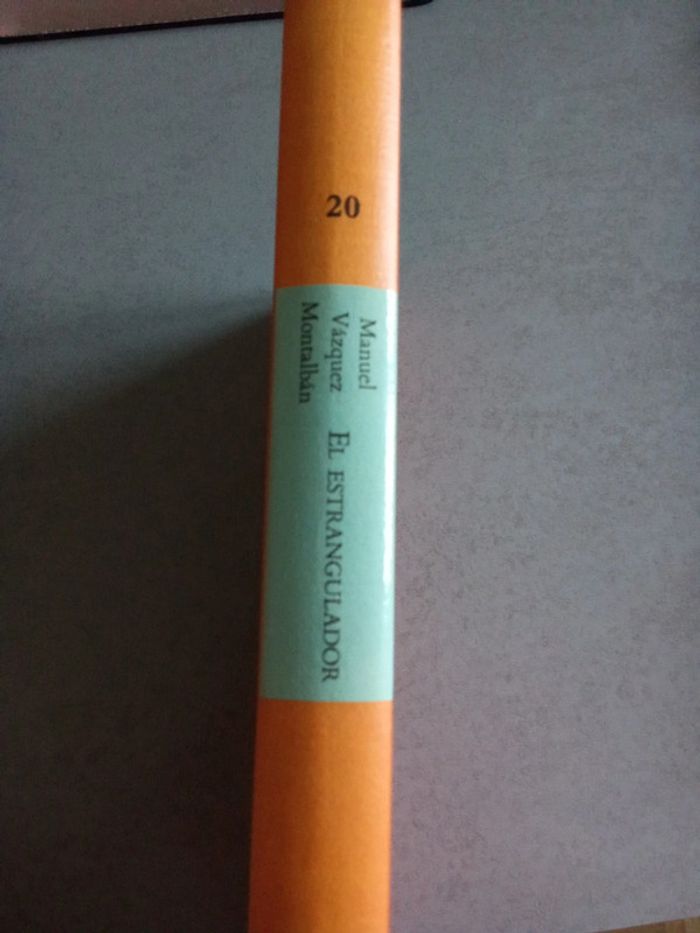 20
Manuel
Vázquez
Montalbán
EL ESTRANGULADOR